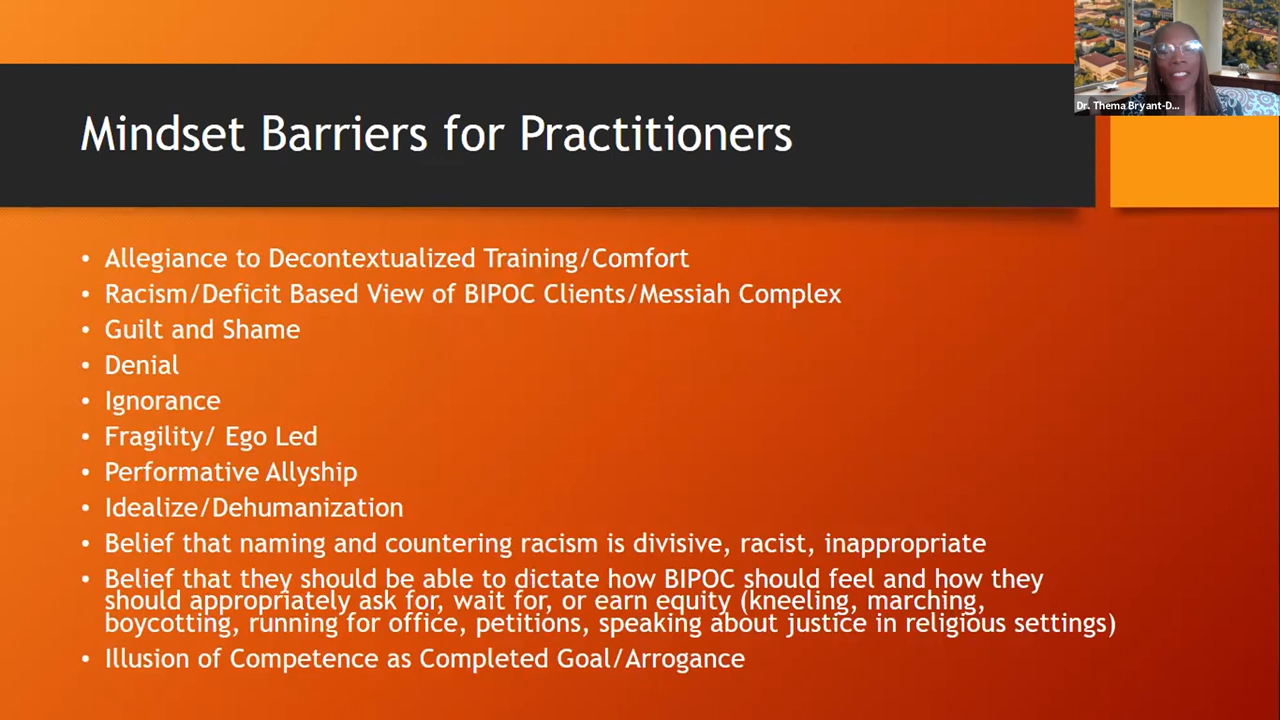 Dr. Thema Bryant-D...
Mindset Barriers for Practitioners
• Allegiance to Decontextualized Training/Comfort
• Racism/Deficit Based View of BIPOC Clients/Messiah Complex
• Guilt and Shame
• Denial
• Ignorance
• Fragility/ Ego Led
• Performative Allyship
• Idealize/Dehumanization
• Belief that naming and countering racism is divisive, racist, inappropriate
• Belief that they should be able to dictate how BIPOC should feel and how they
should appropriately ask for, wait for, or earn equity (kneeling, marching,
boycotting, running for office, petitions, speaking about justice in religious settings)
• Illusion of Competence as Completed Goal/Arrogance